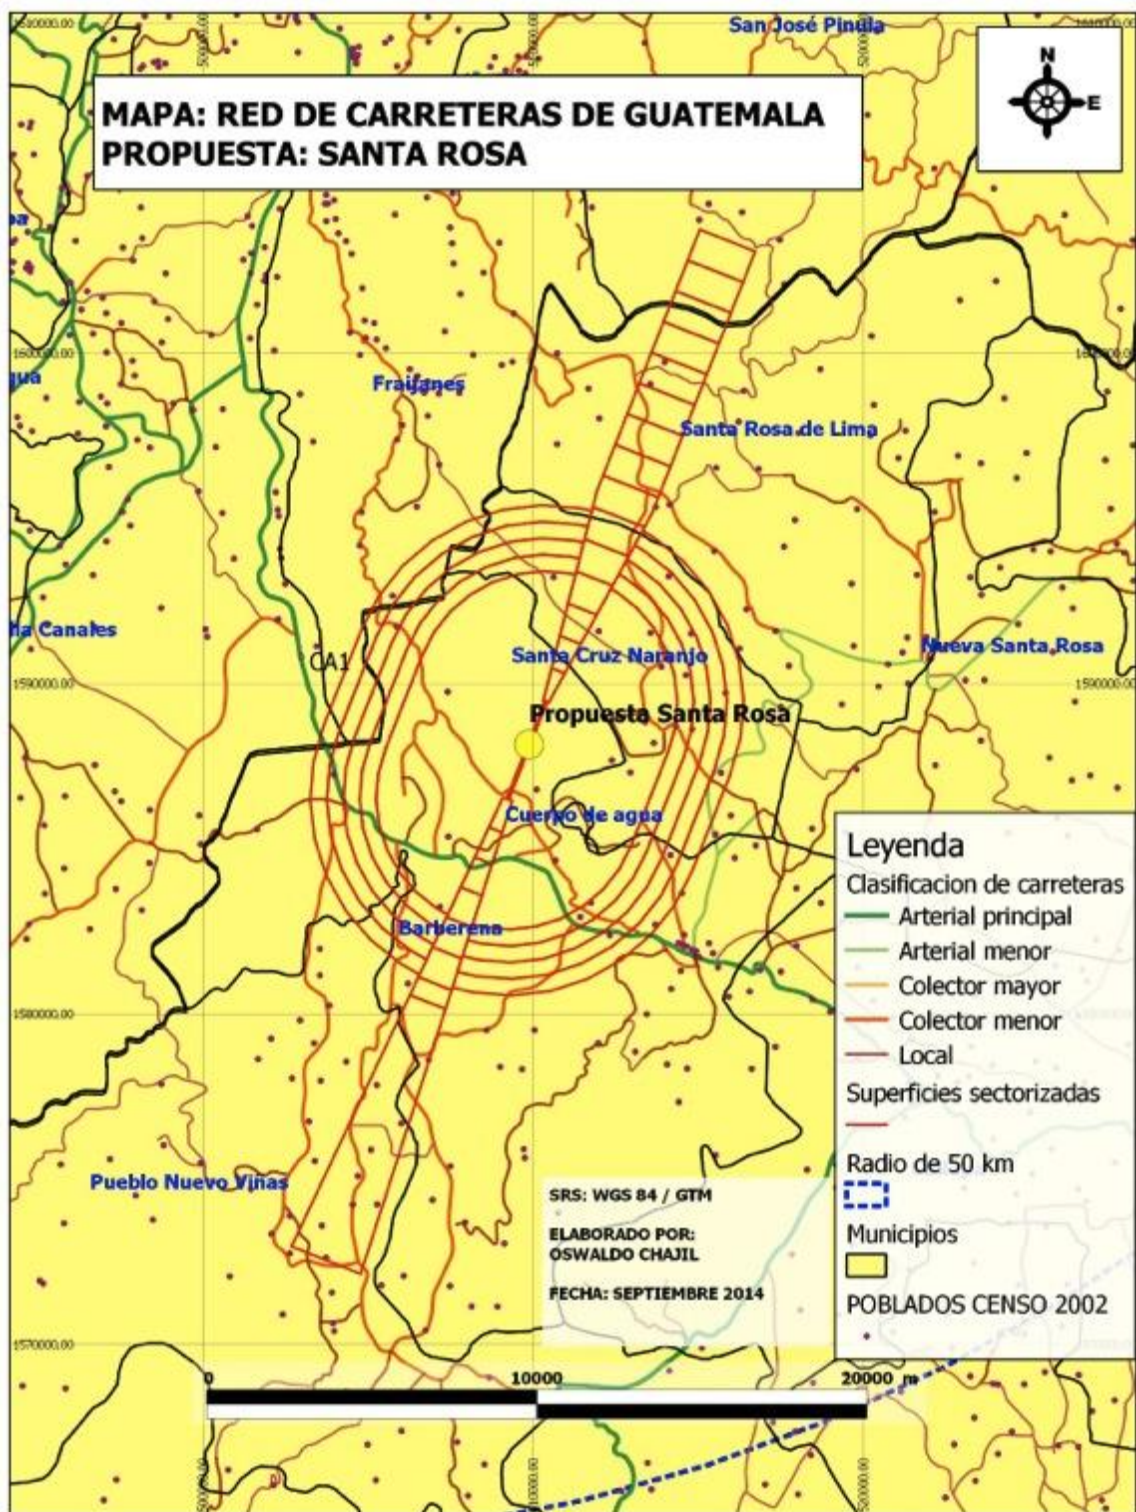 San José Pinula
N
E
MAPA: RED DE CARRETERAS DE GUATEMALA
PROPUESTA: SANTA ROSA
Fraijanes
Santa Rosa de Lima
Canales
Nueva Santa Rosa
CA1
Santa Cruz Naranjo
1590000.00
1590000.00
Propuesta Santa Rosa
Cuerpo de agua
Barberena
1580000.00
Pueblo Nuevo Viñas
1570000.00
Leyenda
Clasificacion de carreteras
Arterial principal
Arterial menor
Colector mayor
Colector menor
Local
Superficies sectorizadas
Radio de 50 km
Municipios
POBLADOS CENSO 2002
SRS: WGS 84 / GTM
ELABORADO POR:
OSWALDO CHAJIL
FECHA: SEPTIEMBRE 2014
0 10000 20000 m